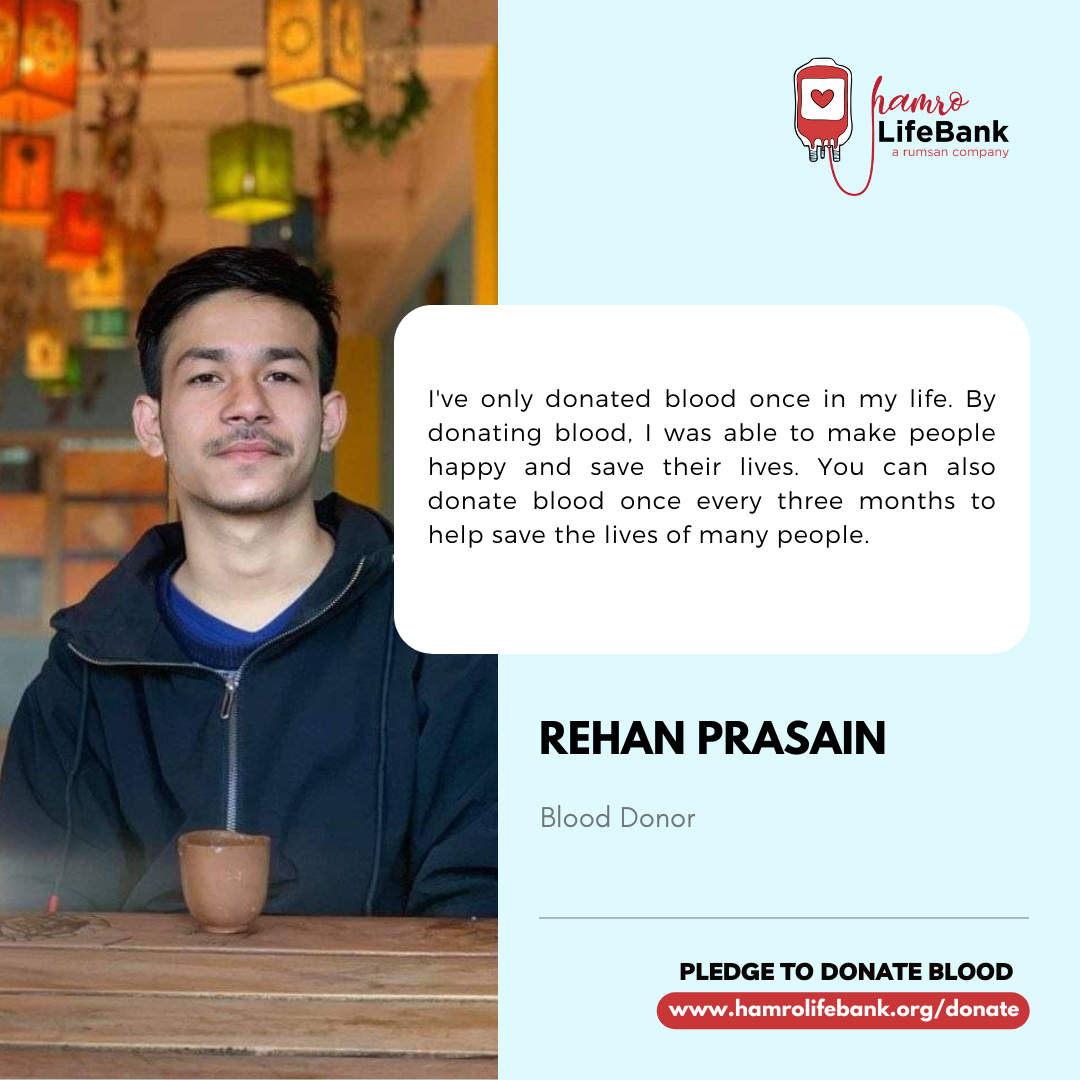 hamro
LifeBank
a rumsan company
I've only donated blood once in my life. By
donating blood, I was able to make people
happy and save their lives. You can also
donate blood once every three months to
help save the lives of many people.
REHAN PRASAIN
Blood Donor
PLEDGE TO DONATE BLOOD
www.hamrolifebank.org/donate